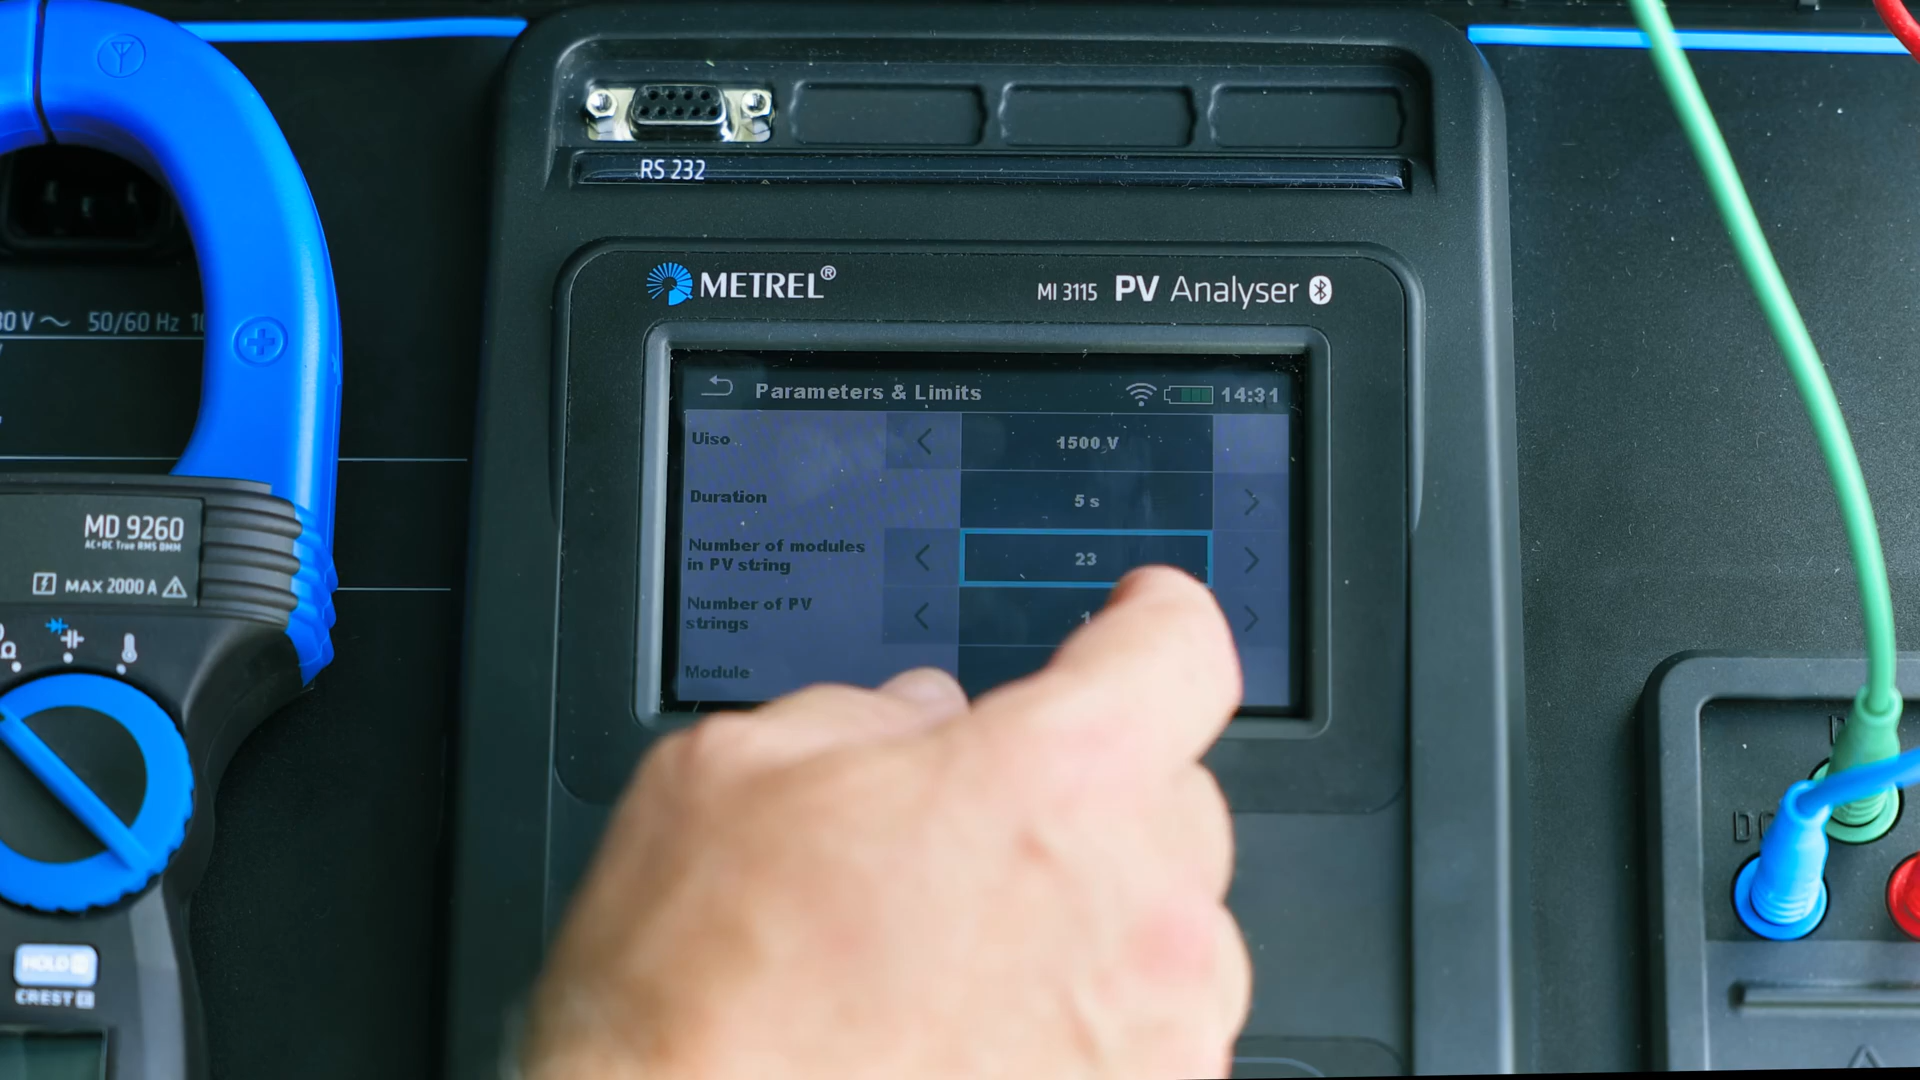 RS 232
METREL®
MI 3115 PV Analyser
Parameters & Limits 14:31
Uiso 1500 V
Duration 5 s
Number of modules
in PV string 23
Number of PV
strings 1
Module
V ~ 50/60 Hz
MD 9260
AC+DC True RMS DMM
MAX 2000 A
Ω
HOLD
CREST